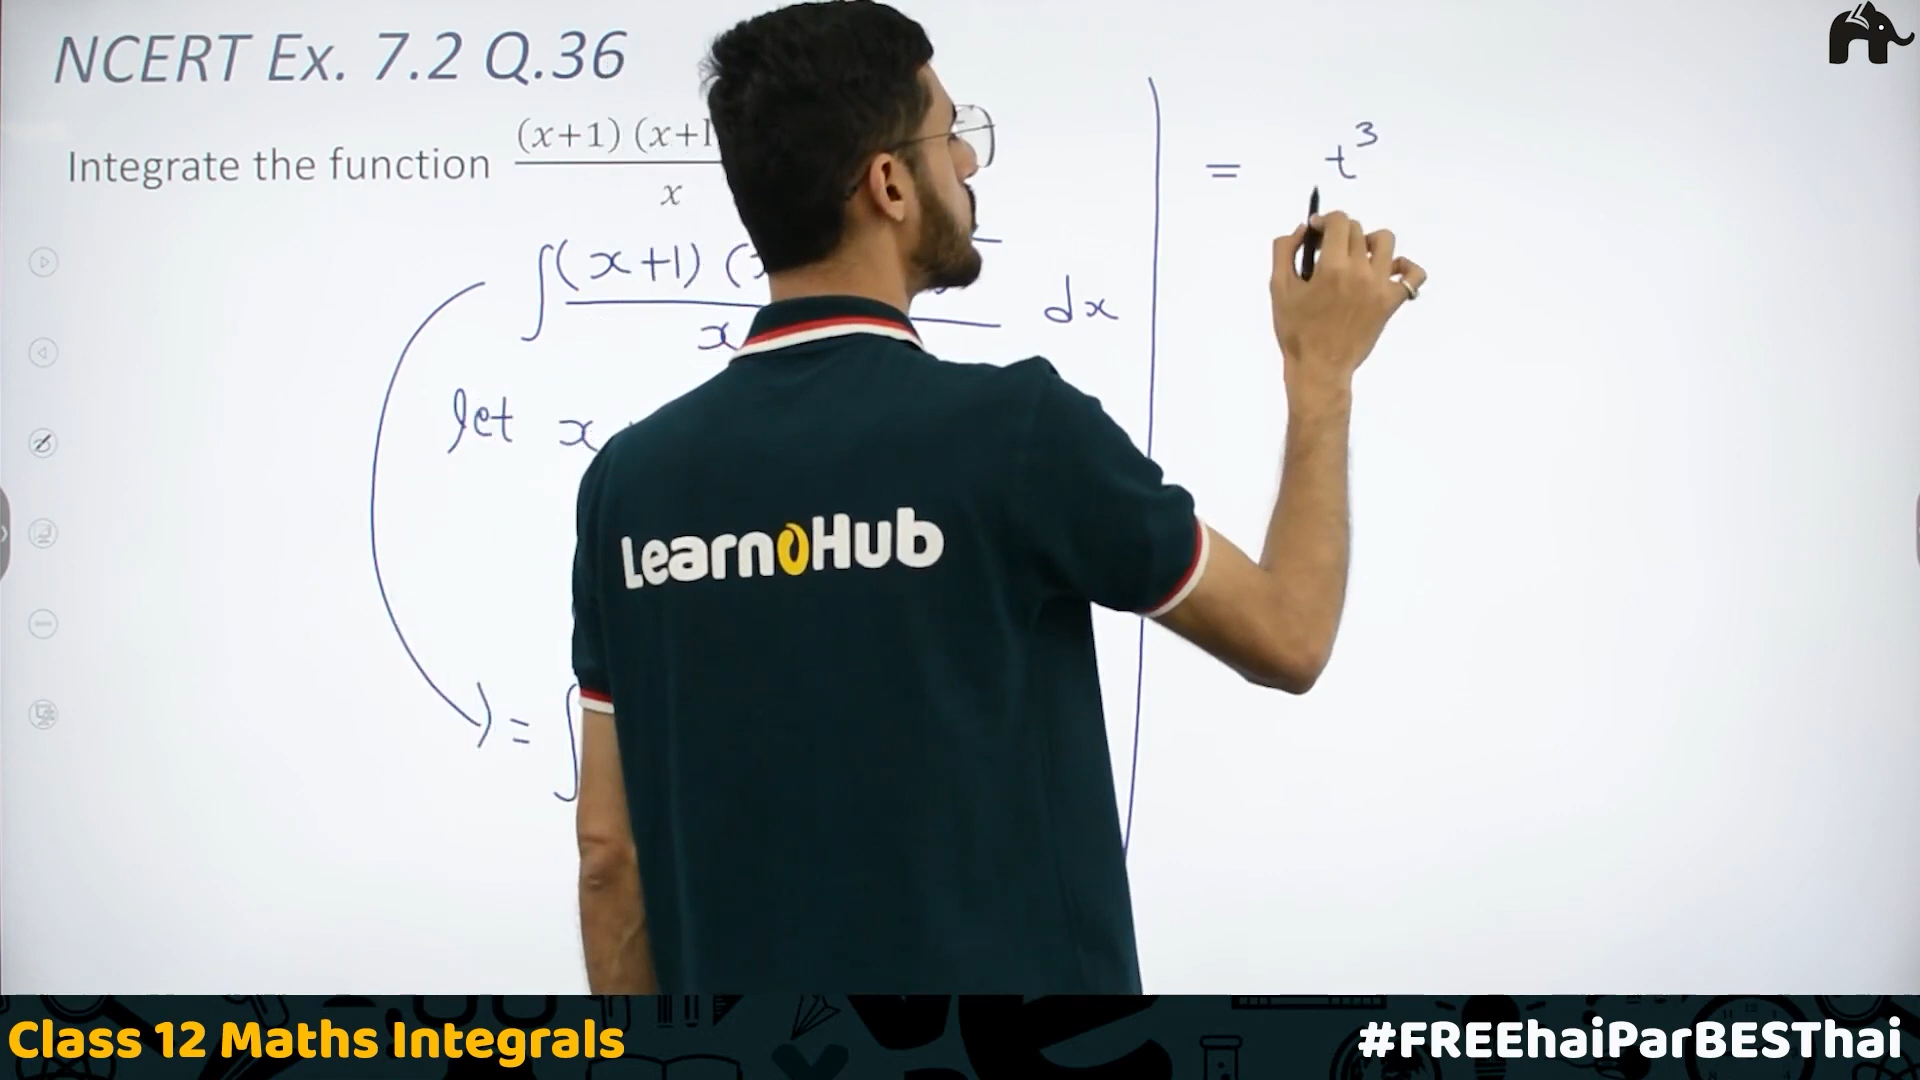 NCERT Ex. 7.2 Q.36
Integrate the function (x+1) (x+
x
∫ (x+1) (
x
dx
let x
= ∫
= t³
LearnoHub
Class 12 Maths Integrals
#FREEhaiParBESThai